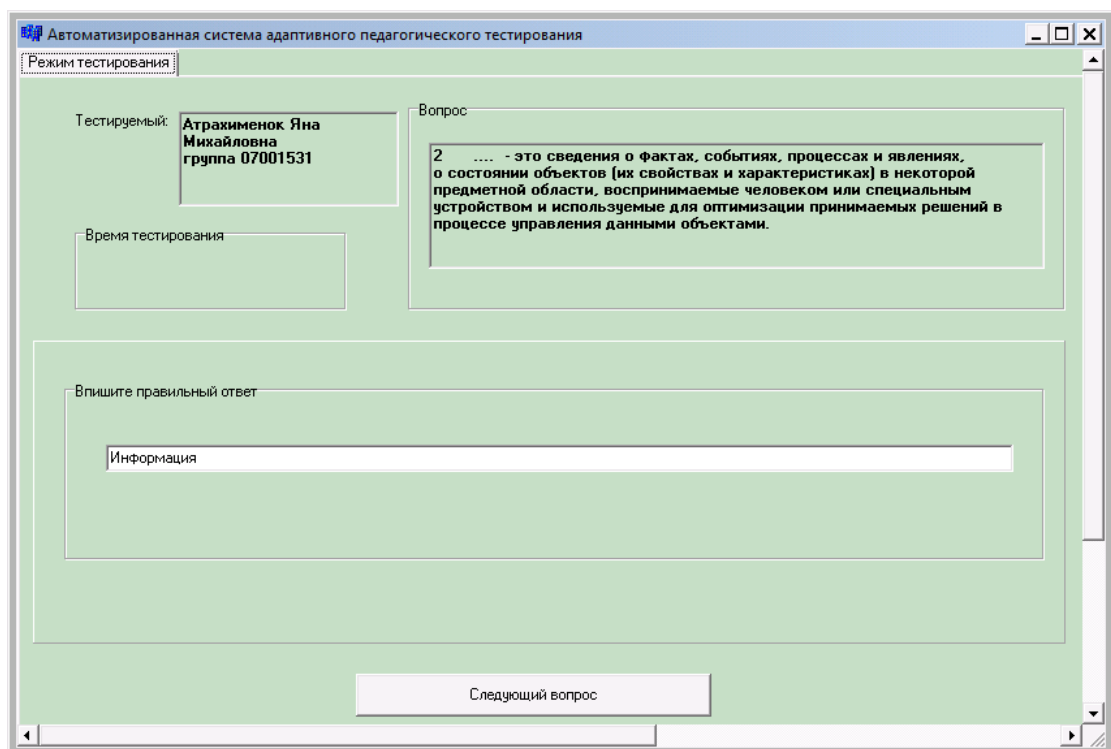 Автоматизированная система адаптивного педагогического тестирования
Режим тестирования
Тестируемый:
Атрахименок Яна
Михайловна
группа 07001531
Время тестирования
Вопрос
2 .... - это сведения о фактах, событиях, процессах и явлениях,
о состоянии объектов (их свойствах и характеристиках) в некоторой
предметной области, воспринимаемые человеком или специальным
устройством и используемые для оптимизации принимаемых решений в
процессе управления данными объектами.
Впишите правильный ответ
Информация
Следующий вопрос